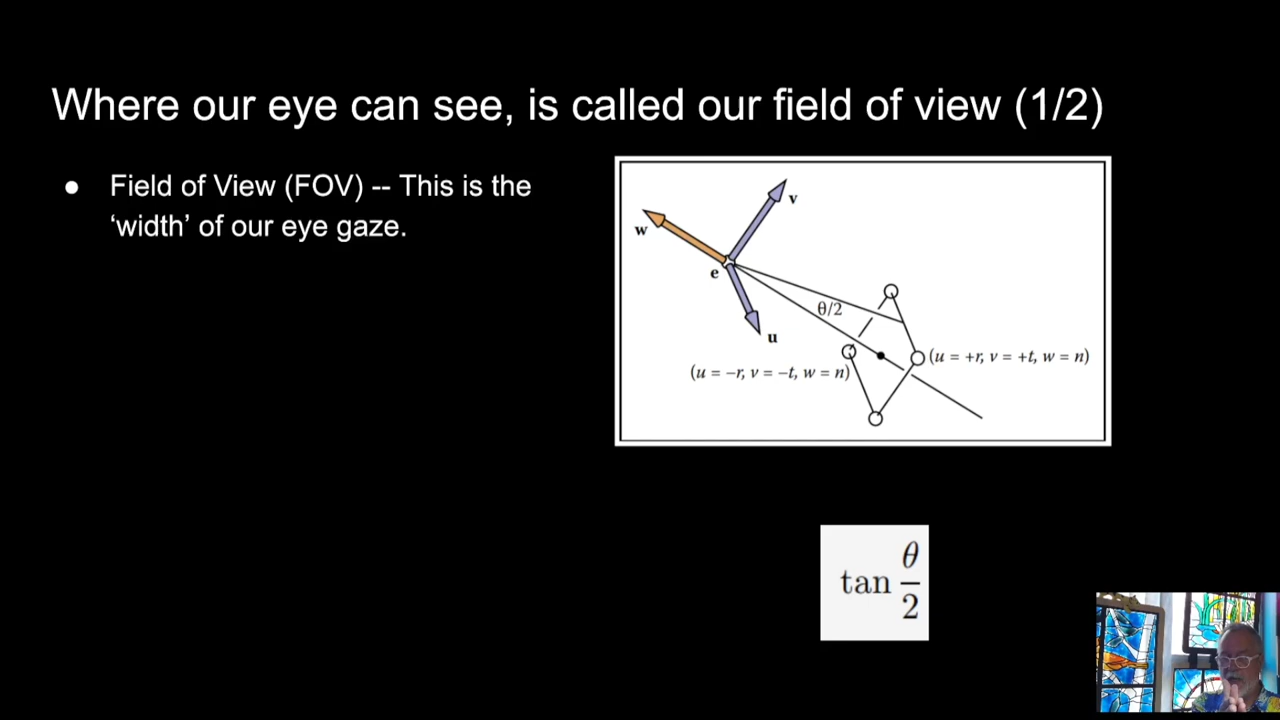 Where our eye can see, is called our field of view (1/2)
● Field of View (FOV) -- This is the
‘width’ of our eye gaze.
v
w
e
θ/2
u
(u = +r, v = +t, w = n)
(u = −r, v = −t, w = n)
tan θ/2